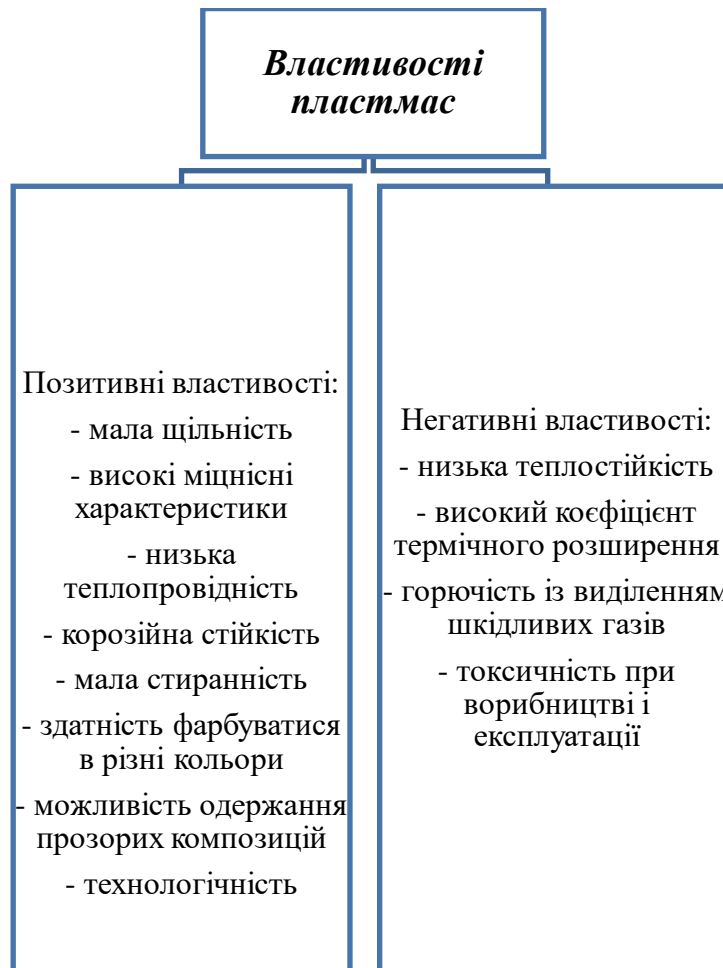 Властивості
пластмас
Позитивні властивості:
- мала щільність
- високі міцнісні
характеристики
- низька
теплопровідність
- корозійна стійкість
- мала стиранність
- здатність фарбуватися
в різні кольори
- можливість одержання
прозорих композицій
- технологічність
Негативні властивості:
- низька теплостійкість
- високий коєфіцієнт
термічного розширення
- горючість із виділенням
шкідливих газів
- токсичність при
ворибництві і
експлуатації